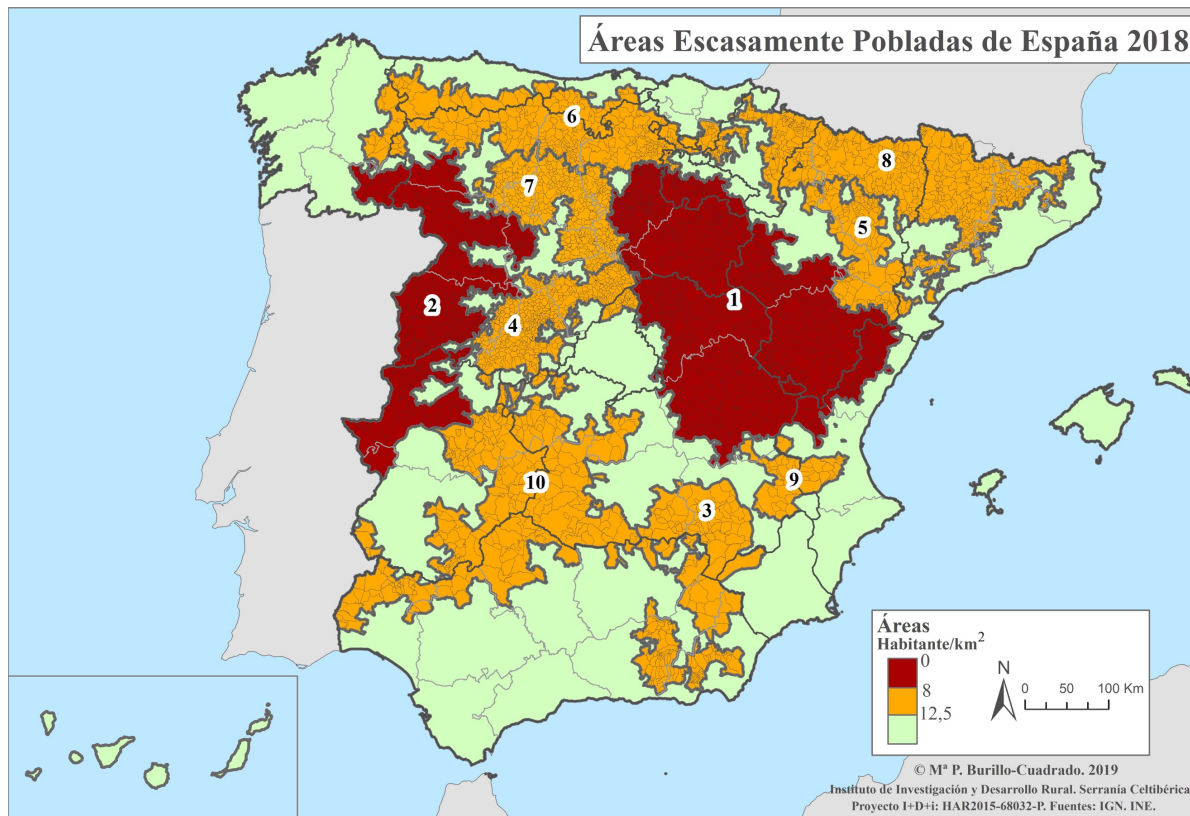 Áreas Escasamente Pobladas de España 2018
6
8
7
5
1
2
4
9
10
3
Áreas
Habitante/km²
0
8
12,5
N
0 50 100 Km
© Mª P. Burillo-Cuadrado. 2019
Instituto de Investigación y Desarrollo Rural. Serranía Celtibérica
Proyecto I+D+i: HAR2015-68032-P. Fuentes: IGN. INE.